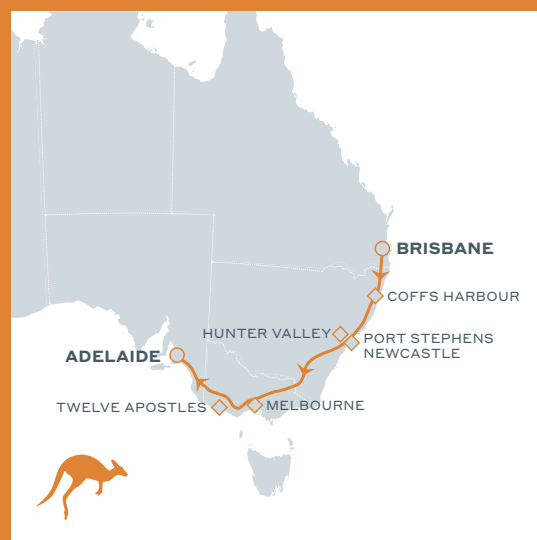 BRISBANE
COFFS HARBOUR
HUNTER VALLEY
PORT STEPHENS
NEWCASTLE
ADELAIDE
TWELVE APOSTLES
MELBOURNE